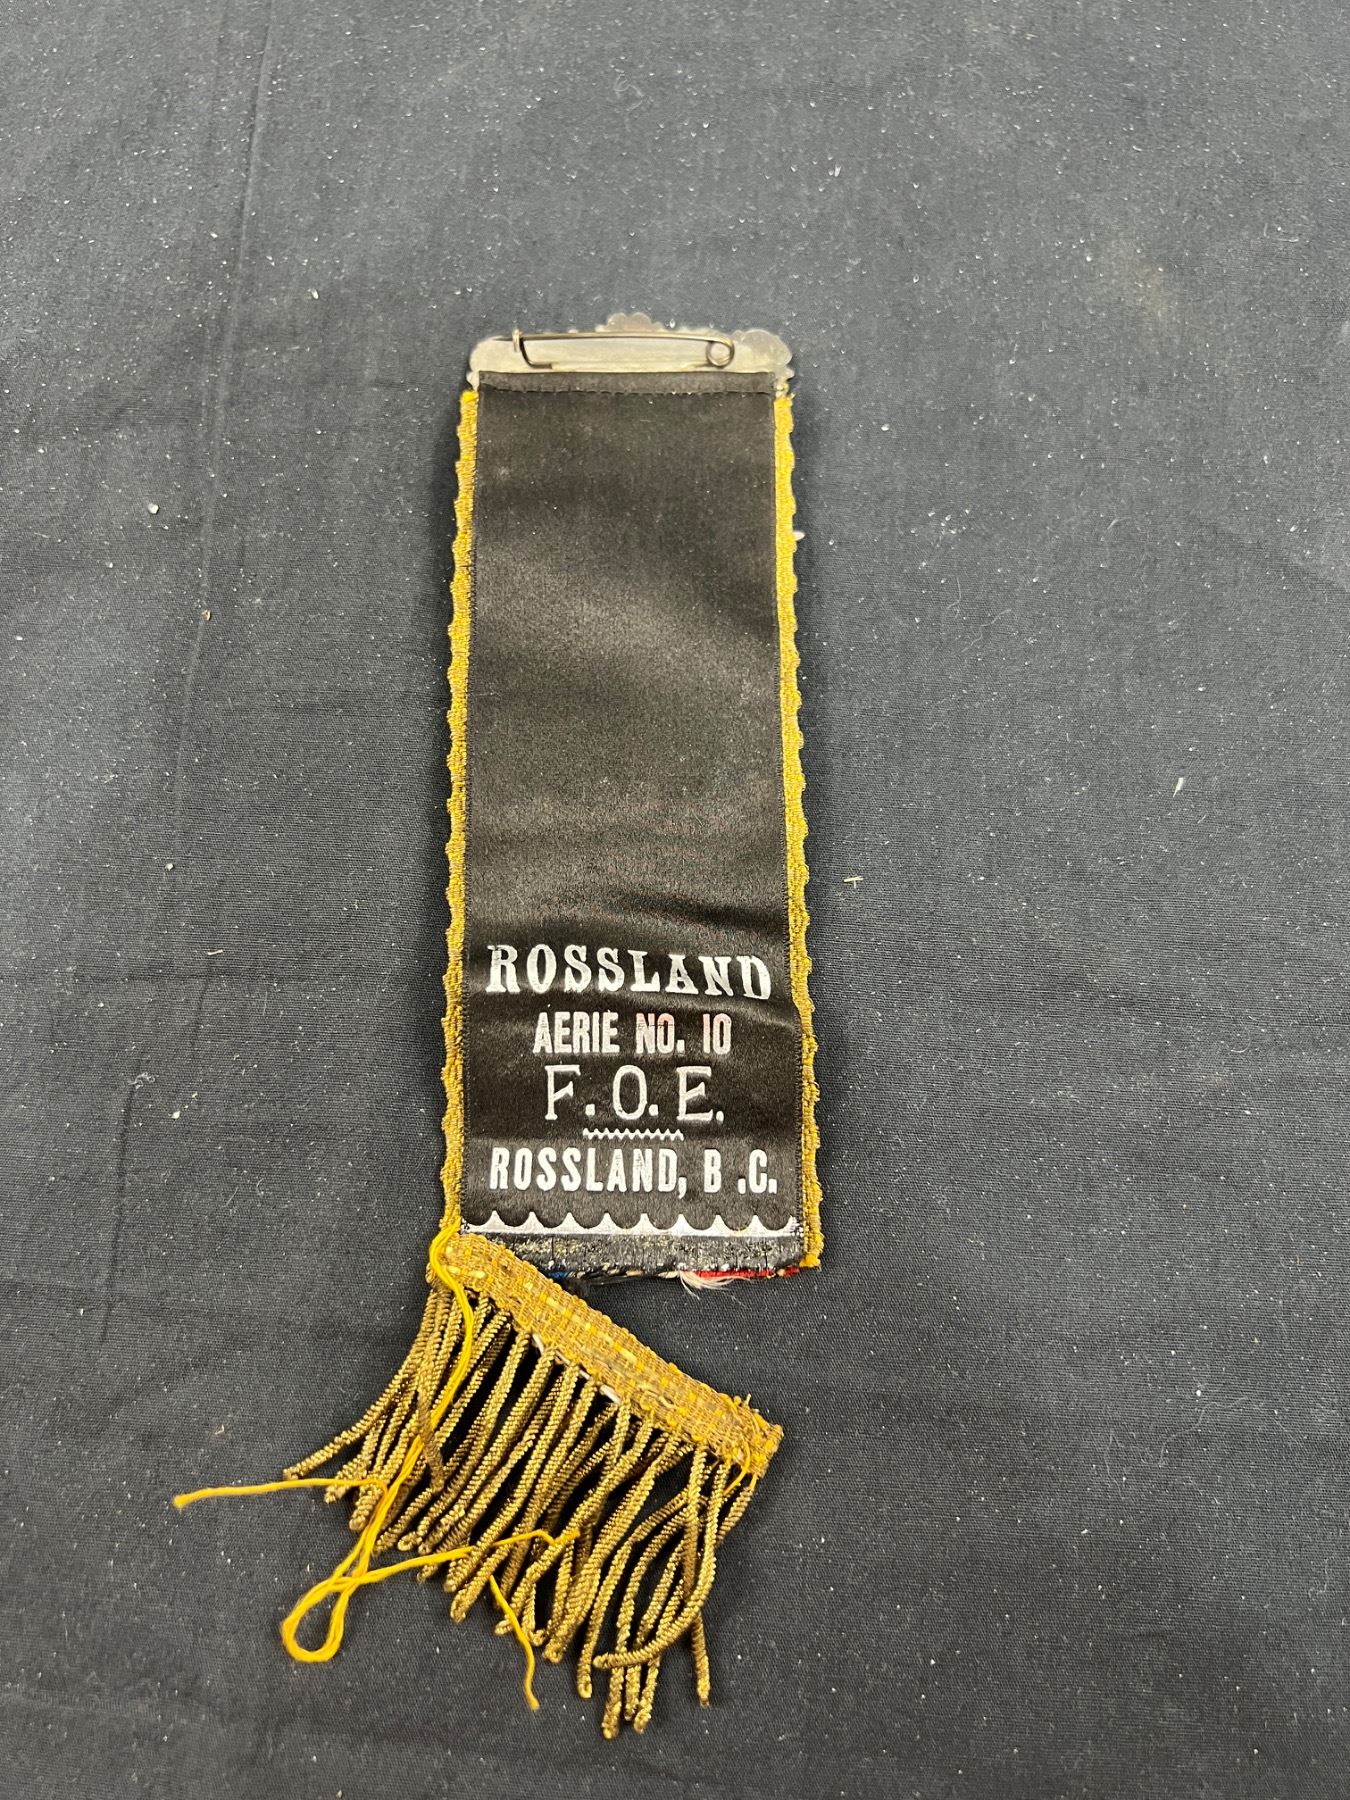 ROSSLAND
AERIE NO. 10
F.O.E.
ROSSLAND, B.C.